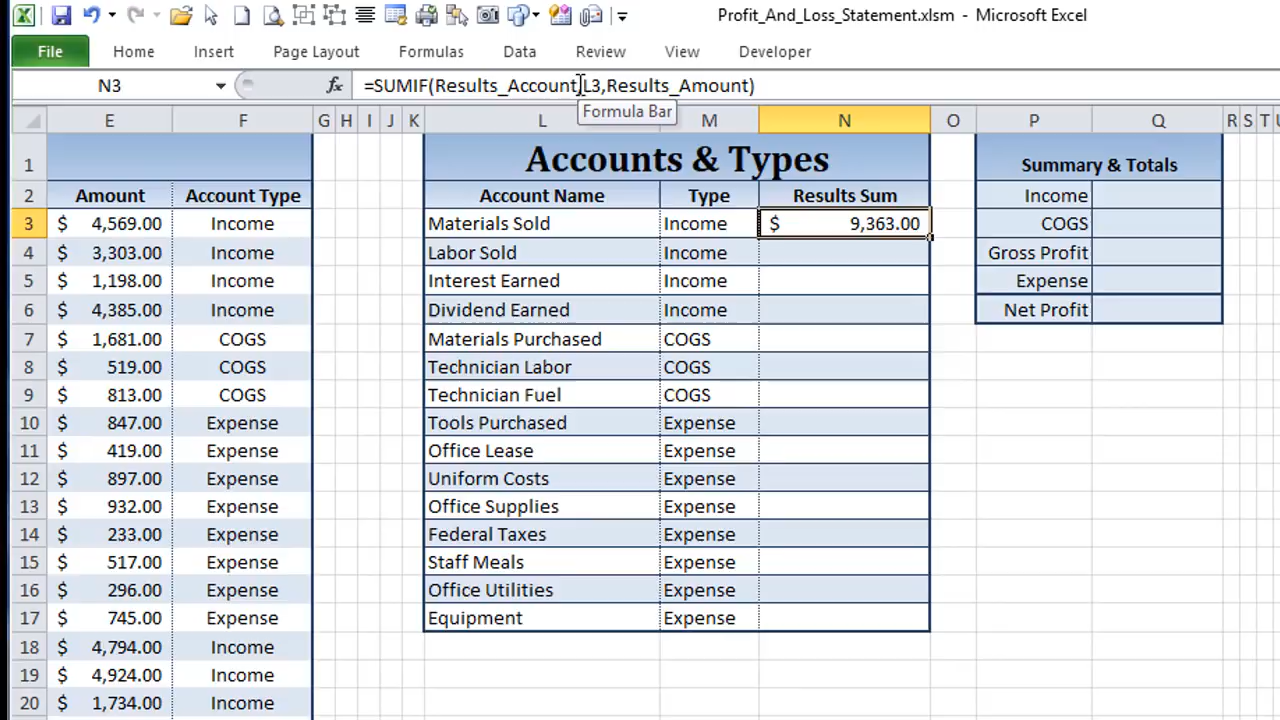 Profit_And_Loss_Statement.xlsm - Microsoft Excel
File Home Insert Page Layout Formulas Data Review View Developer
N3 fx =SUMIF(Results_Account,L3,Results_Amount)
Formula Bar
E F G H I J K L M N O P Q R S T
1 Accounts & Types Summary & Totals
2 Amount Account Type Account Name Type Results Sum Income
3 $ 4,569.00 Income Materials Sold Income $ 9,363.00 COGS
4 $ 3,303.00 Income Labor Sold Income Gross Profit
5 $ 1,198.00 Income Interest Earned Income Expense
6 $ 4,385.00 Income Dividend Earned Income Net Profit
7 $ 1,681.00 COGS Materials Purchased COGS
8 $ 519.00 COGS Technician Labor COGS
9 $ 813.00 COGS Technician Fuel COGS
10 $ 847.00 Expense Tools Purchased Expense
11 $ 419.00 Expense Office Lease Expense
12 $ 897.00 Expense Uniform Costs Expense
13 $ 932.00 Expense Office Supplies Expense
14 $ 233.00 Expense Federal Taxes Expense
15 $ 517.00 Expense Staff Meals Expense
16 $ 296.00 Expense Office Utilities Expense
17 $ 745.00 Expense Equipment Expense
18 $ 4,794.00 Income
19 $ 4,924.00 Income
20 $ 1,734.00 Income